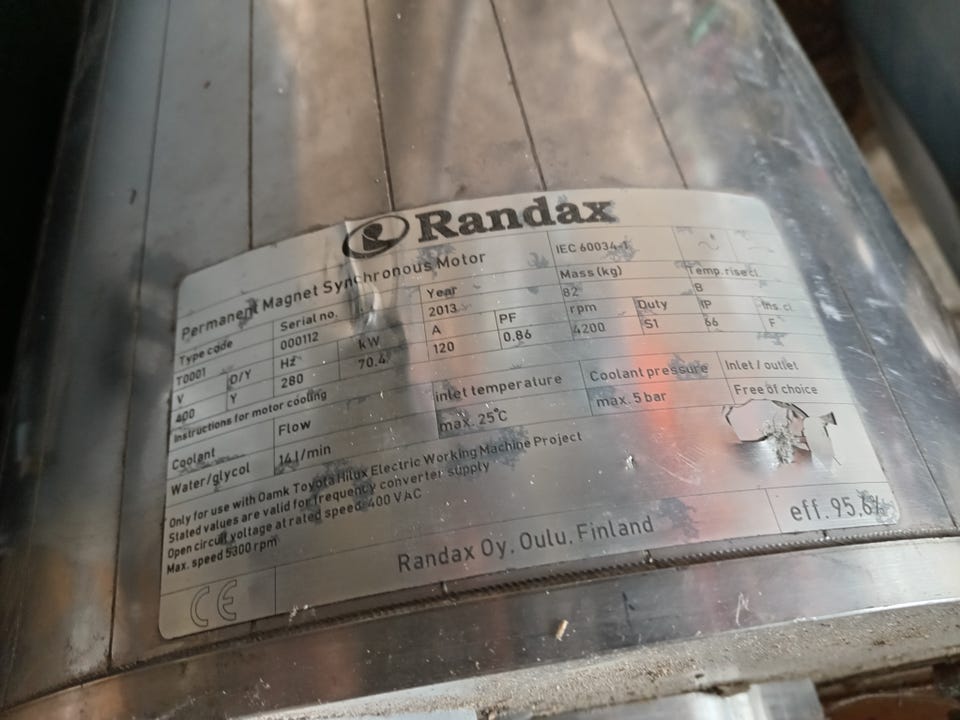 Randax
Permanent Magnet Synchronous Motor IEC 60034-1
Type code Serial no. Year Mass (kg) Temp. rise cl.
T0001 000112 2013 82 B
V D/Y Hz kW A PF rpm Duty IP Ins. cl
400 Y 280 70.4 120 0.86 4200 S1 66 F
Instructions for motor cooling
Coolant Flow inlet temperature Coolant pressure Inlet / outlet
Water/glycol 14 l/min max. 25°C max. 5 bar Free of choice
Only for use with Oamk Toyota Hilux Electric Working Machine Project
Stated values are valid for frequency converter supply
Open circuit voltage at rated speed: 400 VAC
Max. speed 5300 rpm
CE Randax Oy, Oulu, Finland eff. 95.6%